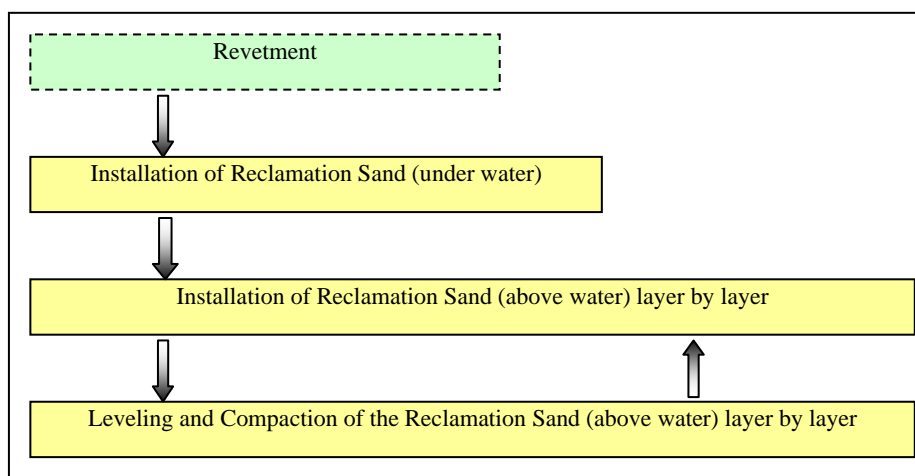 Revetment
Installation of Reclamation Sand (under water)
Installation of Reclamation Sand (above water) layer by layer
Leveling and Compaction of the Reclamation Sand (above water) layer by layer